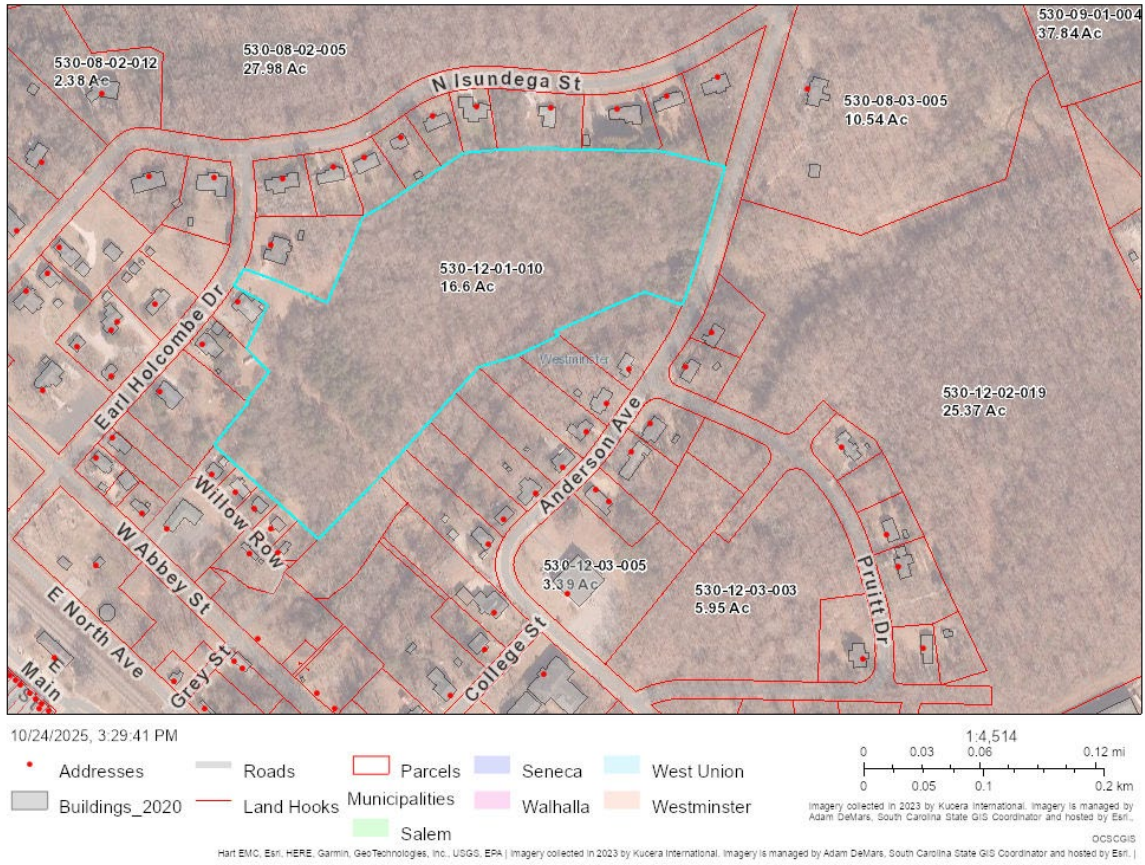 530-09-01-004
37.84 Ac
530-08-02-005
27.98 Ac
530-08-02-012
2.38 Ac
N Isundega St
530-08-03-005
10.54 Ac
530-12-01-010
16.6 Ac
Earl Holcombe Dr
Westminster
530-12-02-019
25.37 Ac
Anderson Ave
Willow Row
W Abbey St
530-12-03-005
3.39 Ac
530-12-03-003
5.95 Ac
Pruitt Dr
E North Ave
Grey St
College St
E
Main
St
10/24/2025, 3:29:41 PM
Addresses
Buildings_2020
Roads
Land Hooks
Parcels
Municipalities
Salem
Seneca
Walhalla
West Union
Westminster
1:4,514
0 0.03 0.06 0.12 mi
0 0.05 0.1 0.2 km
Imagery collected in 2023 by Kucera International. Imagery is managed by
Adam DeMars, South Carolina State GIS Coordinator and hosted by Esri.,
OCSCGIS
Hart EMC, Esri, HERE, Garmin, GeoTechnologies, Inc., USGS, EPA | Imagery collected in 2023 by Kucera International. Imagery is managed by Adam DeMars, South Carolina State GIS Coordinator and hosted by Esri.